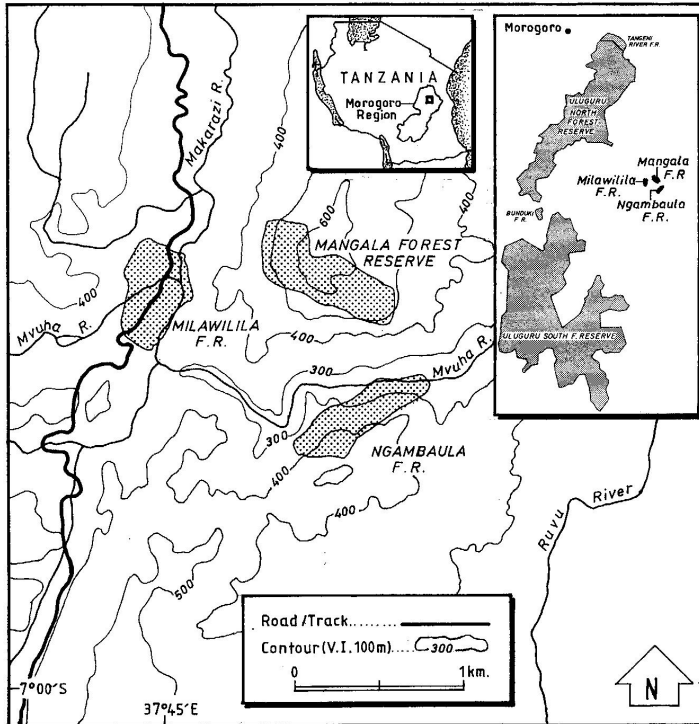 TANZANIA
Morogoro
Region
Morogoro
TANGENI
RIVER F.R.
ULUGURU
NORTH
FOREST
RESERVE
Mangala
F.R
Milawilila
F.R.
Ngambaula
F.R.
BUNDUKI
F.R.
ULUGURU SOUTH F. RESERVE
Makarazi R.
400
400
600
MANGALA FOREST
RESERVE
400
Mvuha R.
MILAWILILA
F.R.
400
300
Mvuha R.
300
400
NGAMBAULA
F.R.
400
500
Ruvu River
Road/Track
Contour (V.I. 100m) 300
0 1km.
N
7°00'S
37°45'E